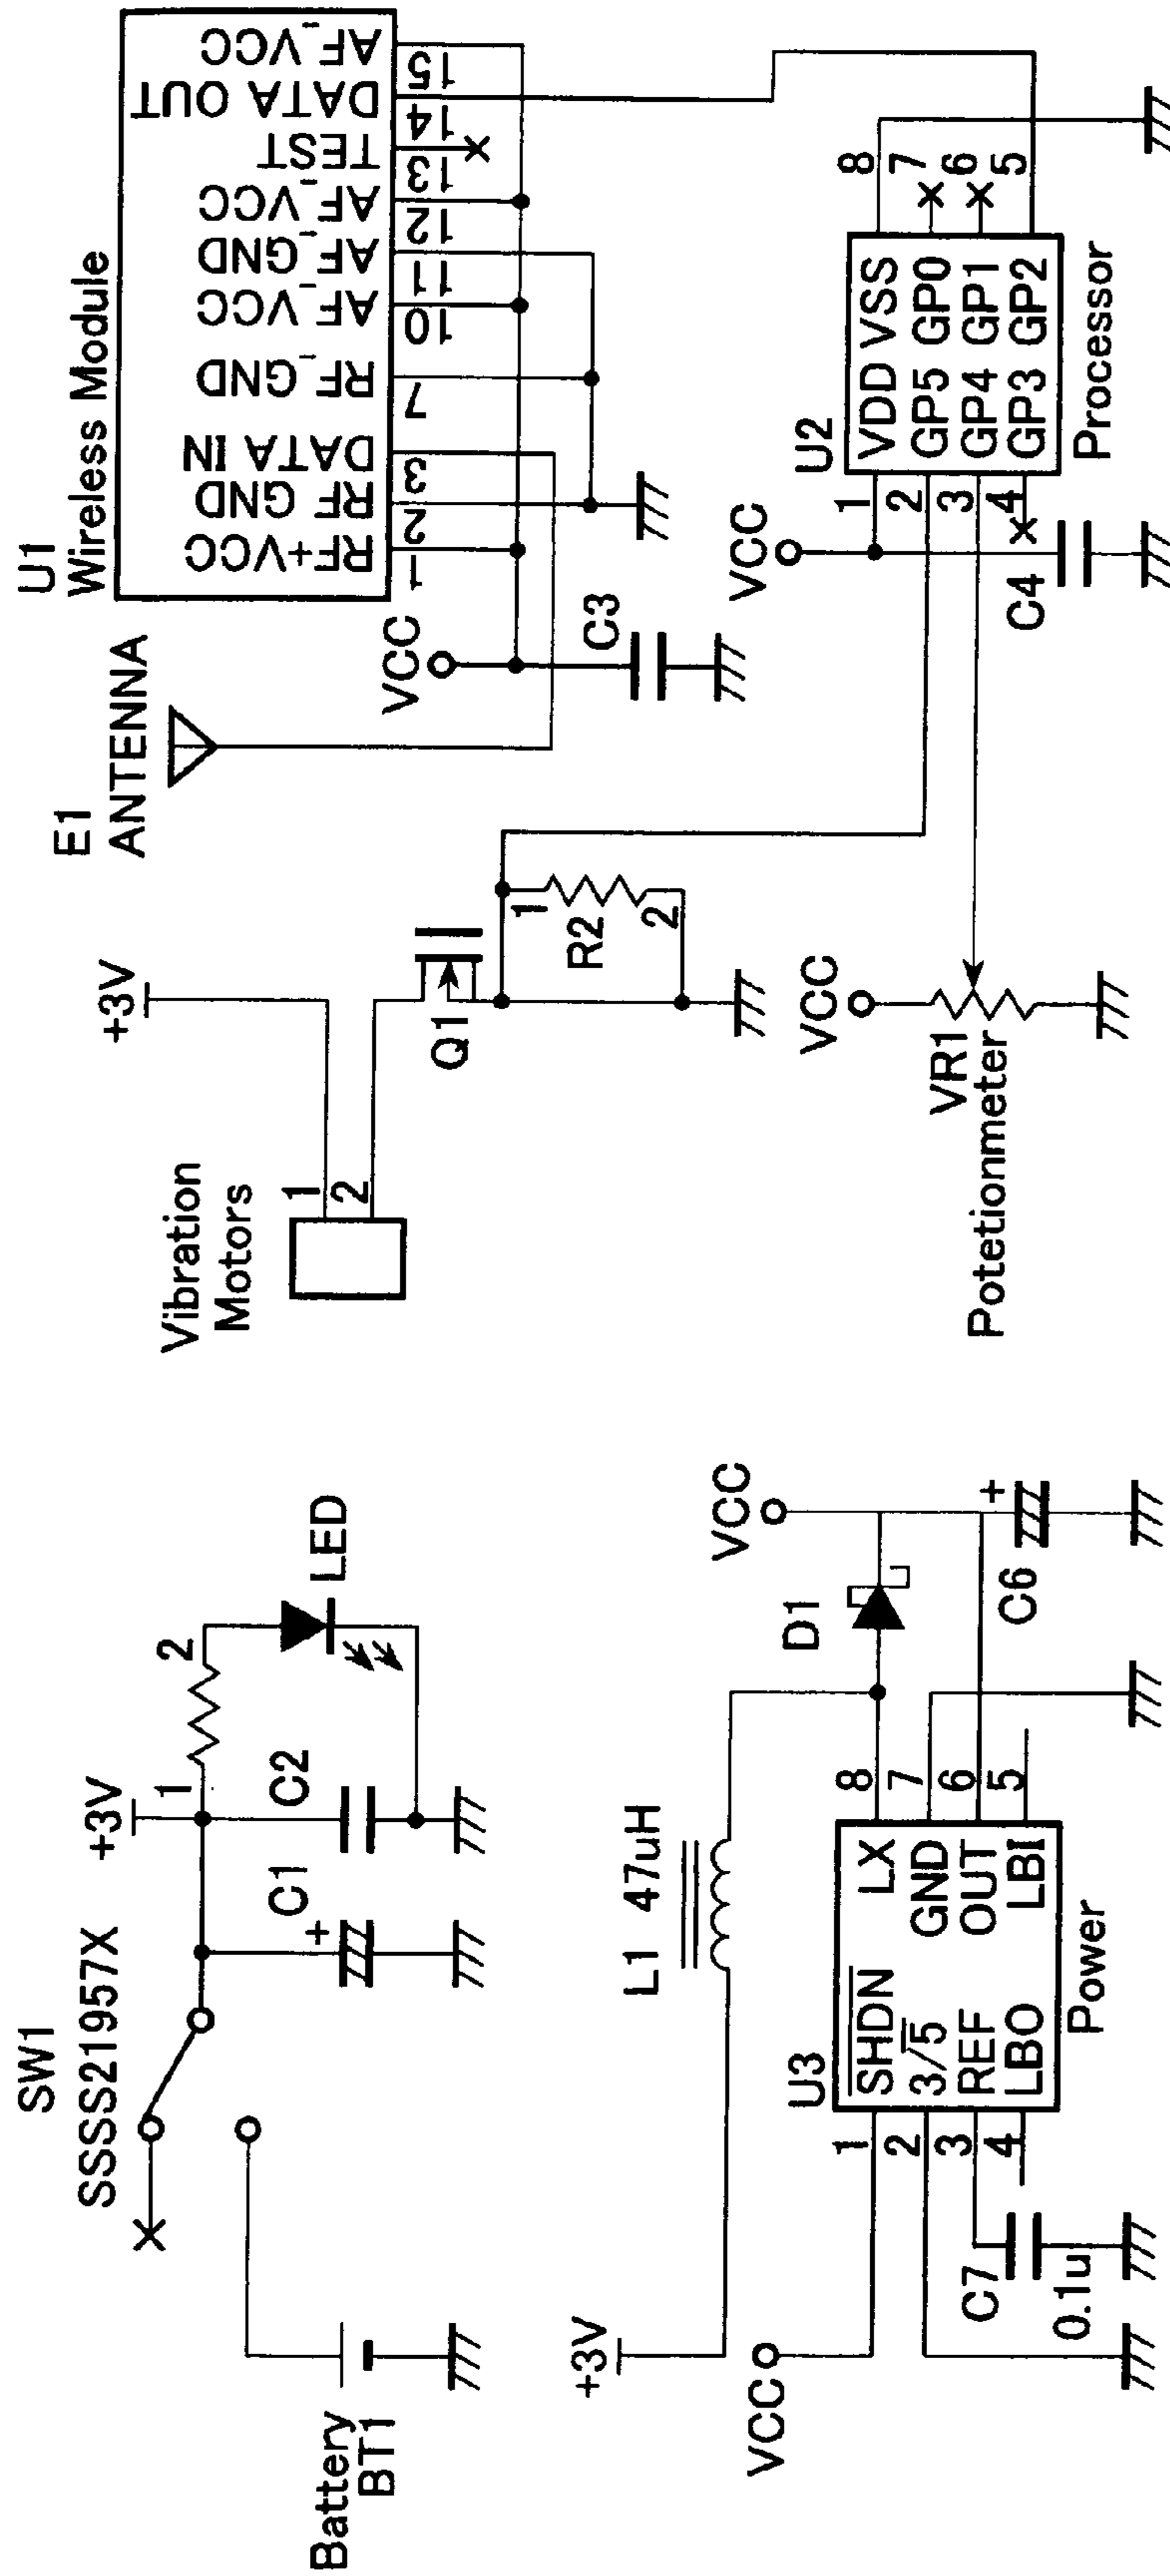 Battery
BT1
SW1
SSSS21957X
+3V
C1
+
C2
1
2
LED
+3V
L1 47uH
VCC
U3
1
2
3
4
SHDN
3/5
REF
LBO
LX
GND
OUT
LBI
8
7
6
5
Power
C7
0.1u
D1
VCC
+
C6
Vibration
Motors
1
2
+3V
Q1
1
R2
2
VCC
VR1
Potetionmeter
E1
ANTENNA
VCC
C3
U1
Wireless Module
RF+VCC
RF GND
DATA IN
RF_GND
AF_VCC
AF_GND
AF_VCC
TEST
DATA OUT
AF_VCC
1
2
3
7
10
11
12
13
14
15
VCC
C4
U2
1
2
3
4
VDD VSS
GP5 GP0
GP4 GP1
GP3 GP2
8
7
6
5
Processor